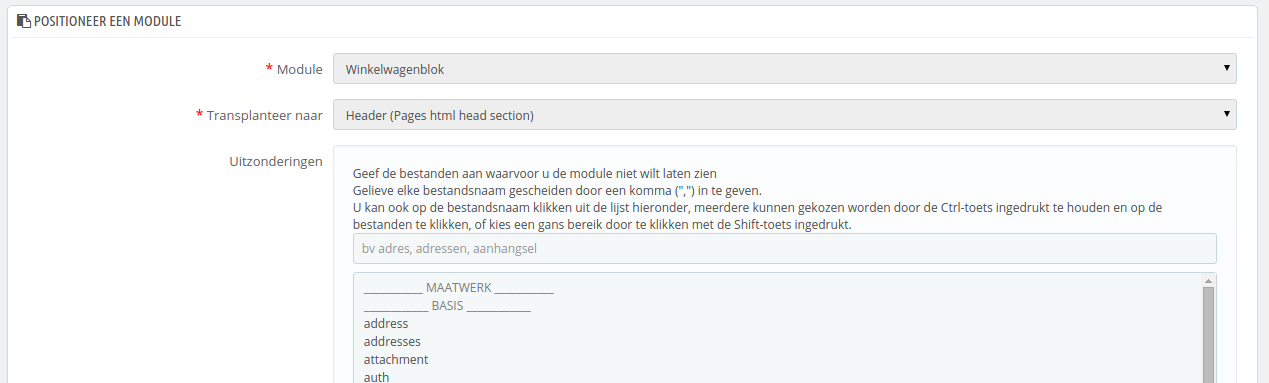 POSITIONEER EEN MODULE
* Module Winkelwagenblok
* Transplanteer naar Header (Pages html head section)
Uitzonderingen
Geef de bestanden aan waarvoor u de module niet wilt laten zien
Gelieve elke bestandsnaam gescheiden door een komma (",") in te geven.
U kan ook op de bestandsnaam klikken uit de lijst hieronder, meerdere kunnen gekozen worden door de Ctrl-toets ingedrukt te houden en op de
bestanden te klikken, of kies een gans bereik door te klikken met de Shift-toets ingedrukt.
bv adres, adressen, aanhangsel
___________ MAATWERK ___________
____________ BASIS ____________
address
addresses
attachment
auth